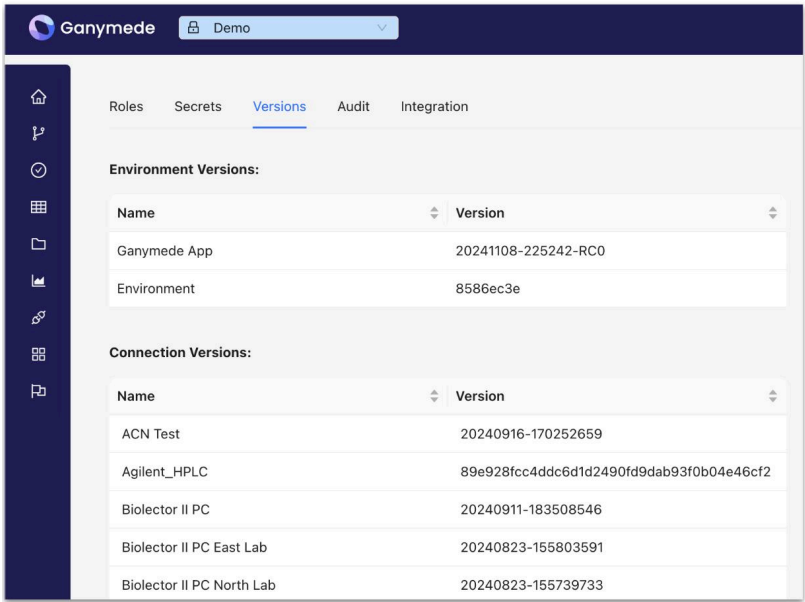 Ganymede Demo
Roles Secrets Versions Audit Integration
Environment Versions:
Name Version
Ganymede App 20241108-225242-RC0
Environment 8586ec3e
Connection Versions:
Name Version
ACN Test 20240916-170252659
Agilent_HPLC 89e928fcc4ddc6d1d2490fd9dab93f0b04e46cf2
Biolector II PC 20240911-183508546
Biolector II PC East Lab 20240823-155803591
Biolector II PC North Lab 20240823-155739733